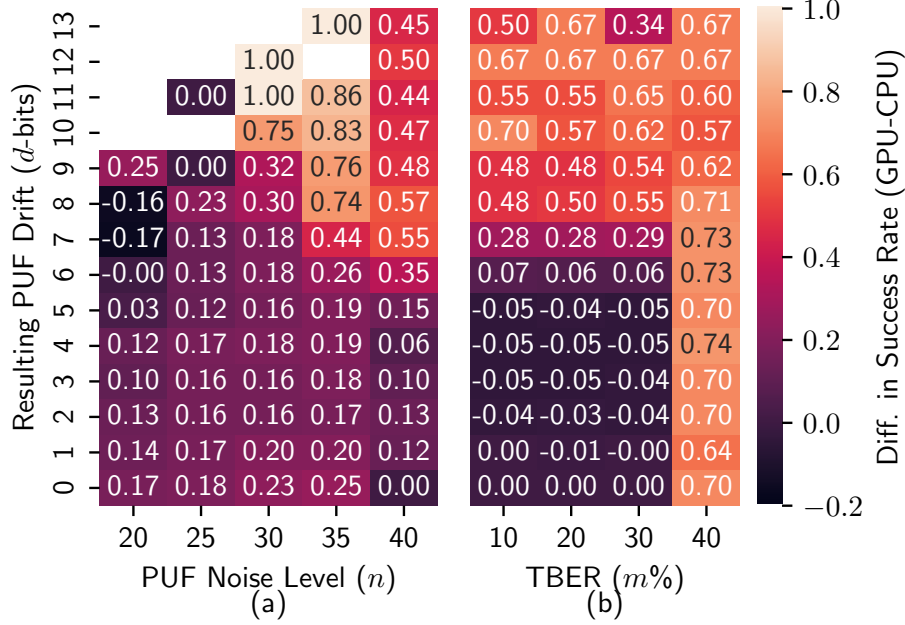 Resulting PUF Drift (d-bits)
13 1.00 0.45 0.50 0.67 0.34 0.67 1.0
12 1.00 0.50 0.67 0.67 0.67 0.67
11 0.00 1.00 0.86 0.44 0.55 0.55 0.65 0.60 0.8
10 0.75 0.83 0.47 0.70 0.57 0.62 0.57
9 0.25 0.00 0.32 0.76 0.48 0.48 0.48 0.54 0.62 0.6
8 -0.16 0.23 0.30 0.74 0.57 0.48 0.50 0.55 0.71
7 -0.17 0.13 0.18 0.44 0.55 0.28 0.28 0.29 0.73
6 -0.00 0.13 0.18 0.26 0.35 0.07 0.06 0.06 0.73 0.4
5 0.03 0.12 0.16 0.19 0.15 -0.05 -0.04 -0.05 0.70
4 0.12 0.17 0.18 0.19 0.06 -0.05 -0.05 -0.05 0.74 0.2
3 0.10 0.16 0.16 0.18 0.10 -0.05 -0.05 -0.04 0.70
2 0.13 0.16 0.16 0.17 0.13 -0.04 -0.03 -0.04 0.70 0.0
1 0.14 0.17 0.20 0.20 0.12 0.00 -0.01 -0.00 0.64
0 0.17 0.18 0.23 0.25 0.00 0.00 0.00 0.00 0.70 −0.2
Diff. in Success Rate (GPU-CPU)
20 25 30 35 40 10 20 30 40
PUF Noise Level (n) TBER (m%)
(a) (b)